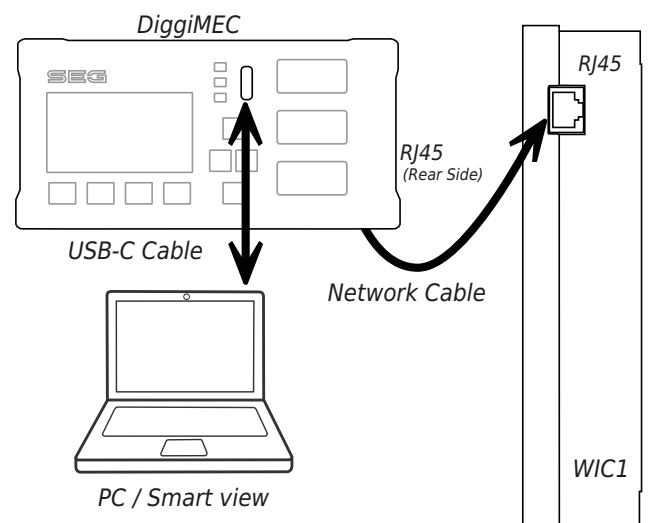 DiggiMEC
SEG
RJ45
RJ45
(Rear Side)
USB-C Cable
Network Cable
WIC1
PC / Smart view